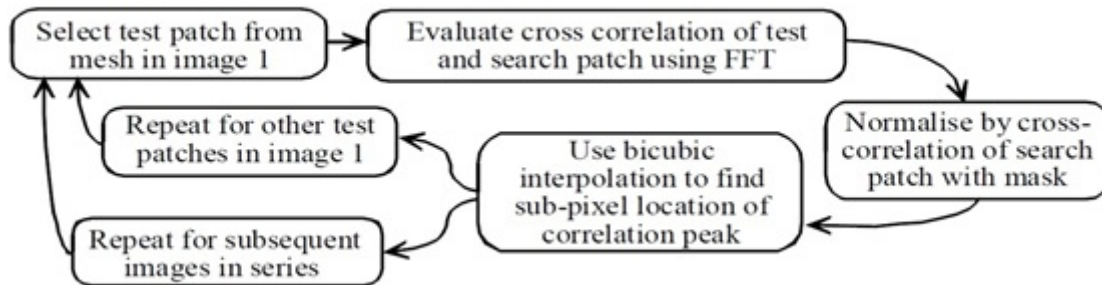 Select test patch from
mesh in image 1
Evaluate cross correlation of test
and search patch using FFT
Normalise by cross-
correlation of search
patch with mask
Use bicubic
interpolation to find
sub-pixel location of
correlation peak
Repeat for other test
patches in image 1
Repeat for subsequent
images in series